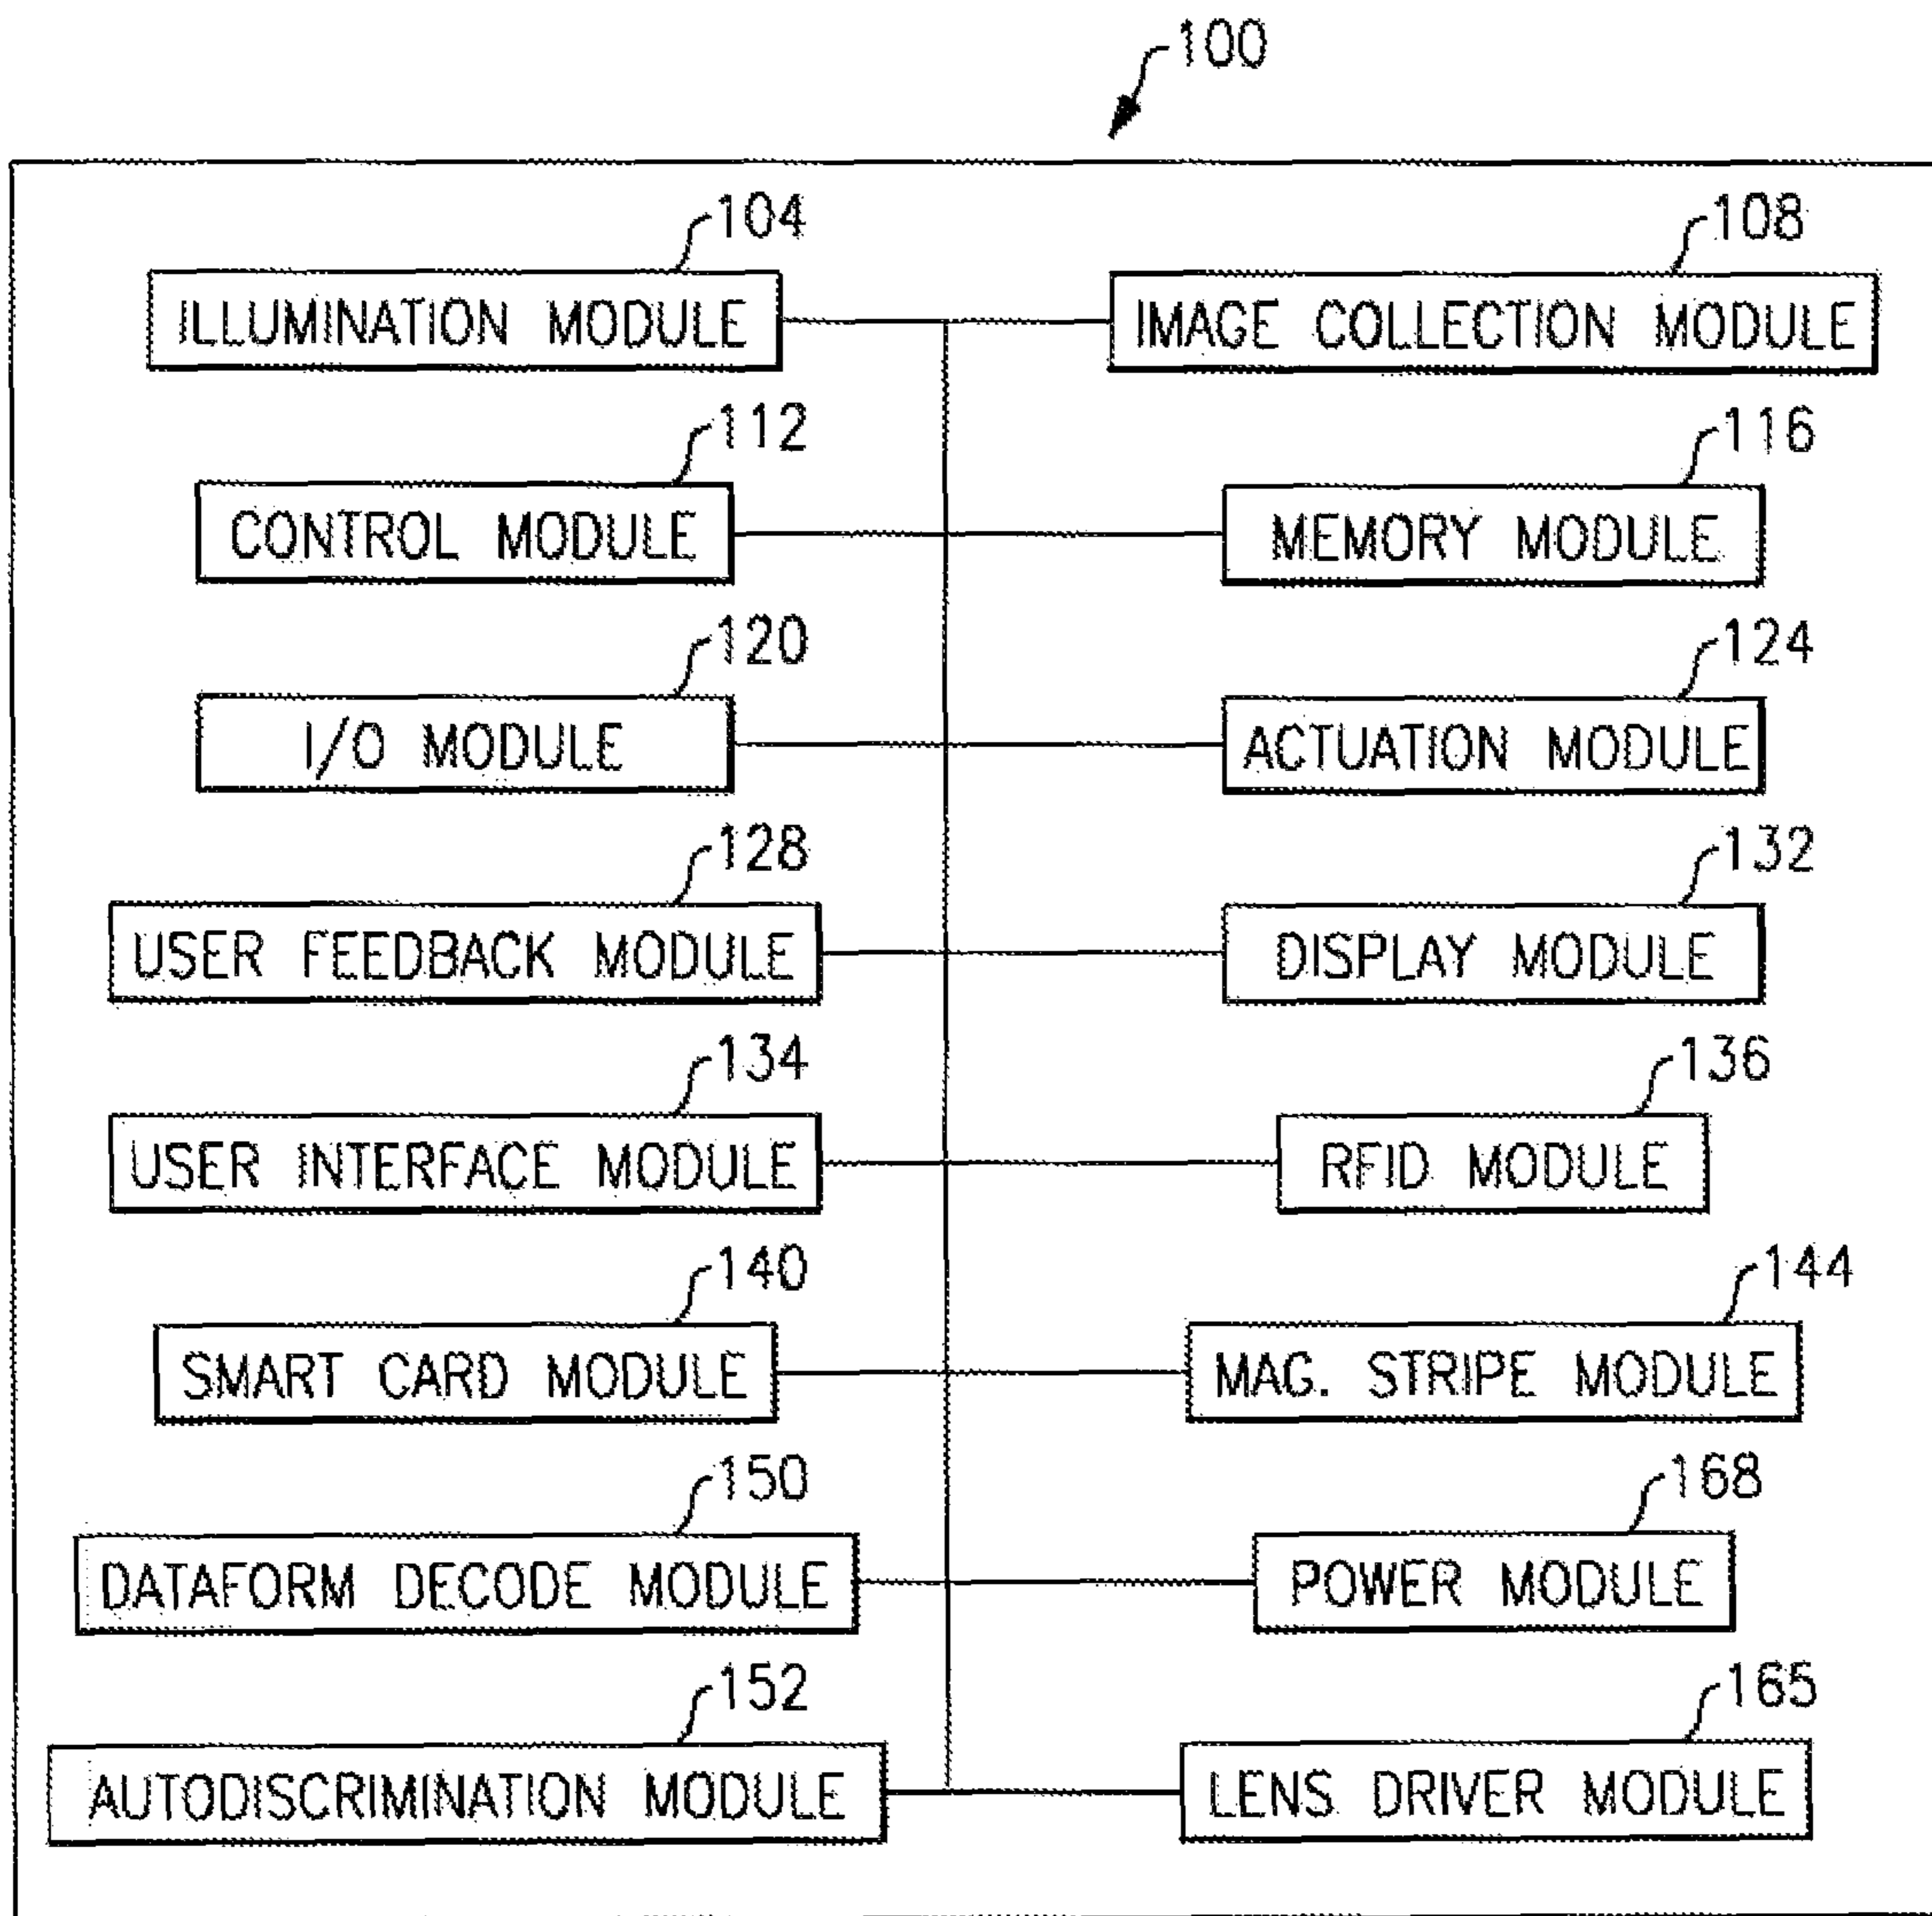 100
104
108
ILLUMINATION MODULE
IMAGE COLLECTION MODULE
112
116
CONTROL MODULE
MEMORY MODULE
120
124
I/O MODULE
ACTUATION MODULE
128
132
USER FEEDBACK MODULE
DISPLAY MODULE
134
136
USER INTERFACE MODULE
RFID MODULE
140
144
SMART CARD MODULE
MAG. STRIPE MODULE
150
168
DATAFORM DECODE MODULE
POWER MODULE
152
165
AUTODISCRIMINATION MODULE
LENS DRIVER MODULE